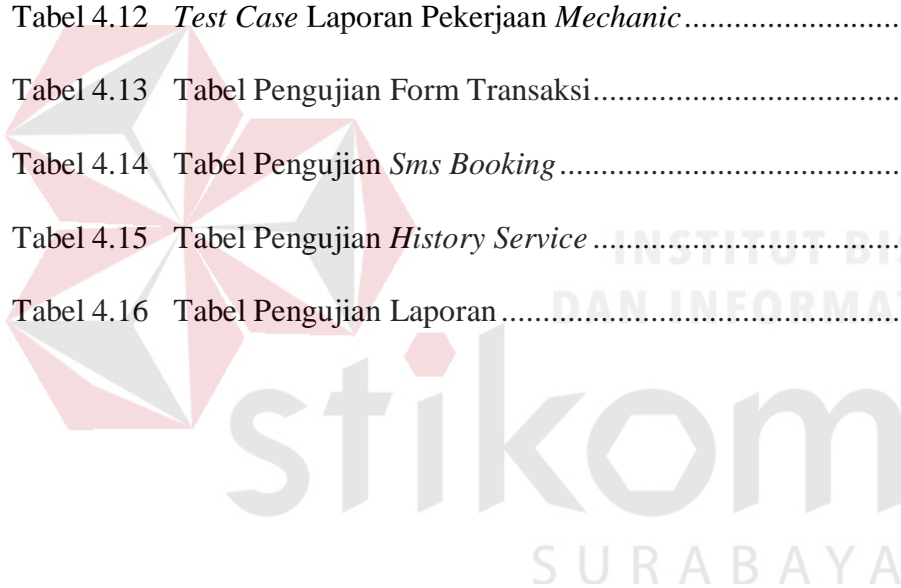 Tabel 4.12 Test Case Laporan Pekerjaan Mechanic..........................
Tabel 4.13 Tabel Pengujian Form Transaksi.....................................
Tabel 4.14 Tabel Pengujian Sms Booking.........................................
Tabel 4.15 Tabel Pengujian History Service.....................................
INSTITUT BIS
Tabel 4.16 Tabel Pengujian Laporan................................................
DAN INFORMAT
stikom
SURABAYA